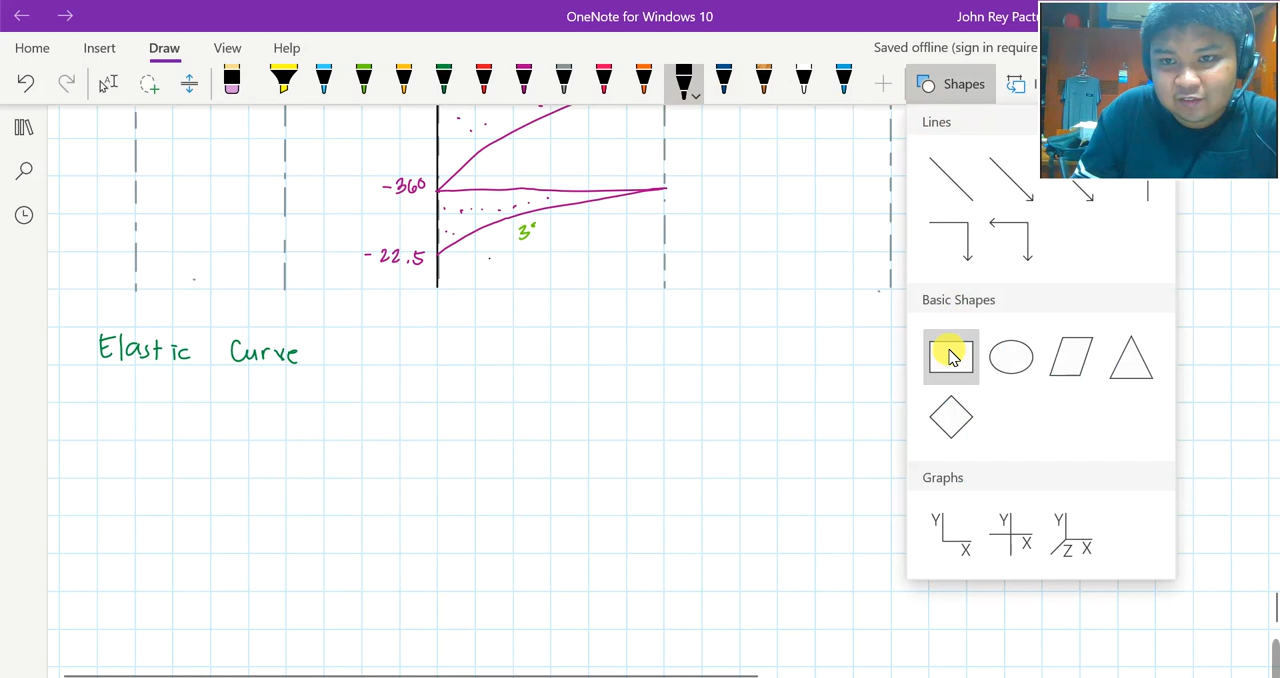 OneNote for Windows 10
John Rey Pact
Home Insert Draw View Help
Saved offline (sign in require
Shapes
Lines
-360
3°
-22.5
Basic Shapes
Elastic Curve
Graphs
Y X Y X Y Z X